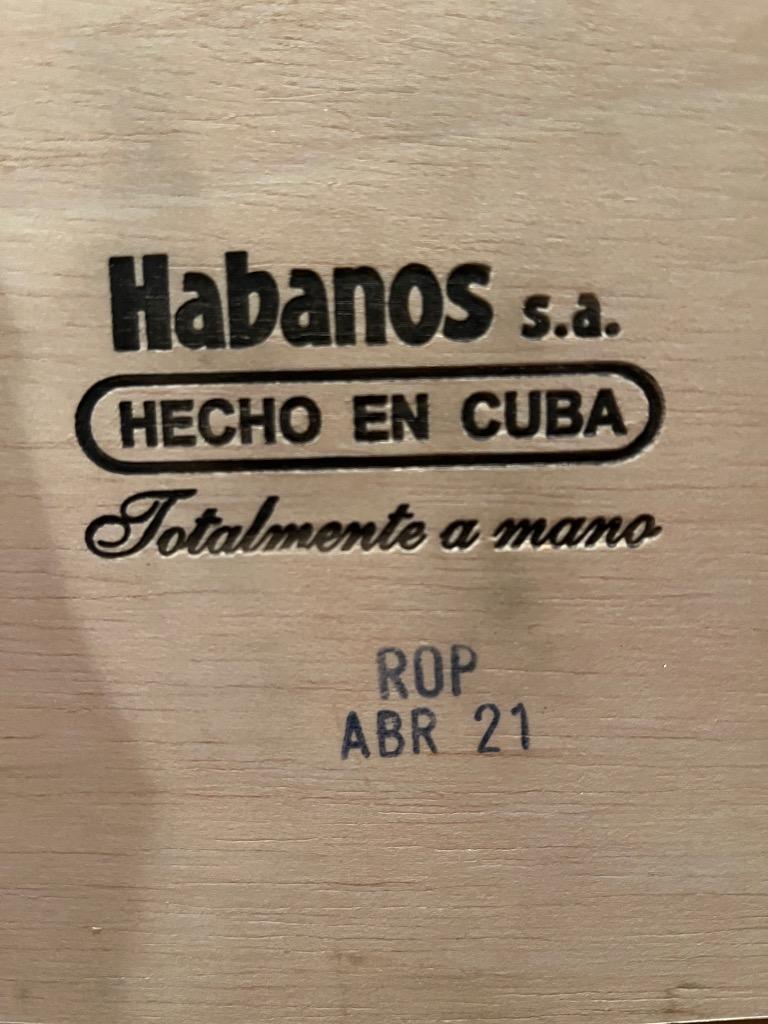 Habanos s.a.
HECHO EN CUBA
Totalmente a mano
ROP
ABR 21